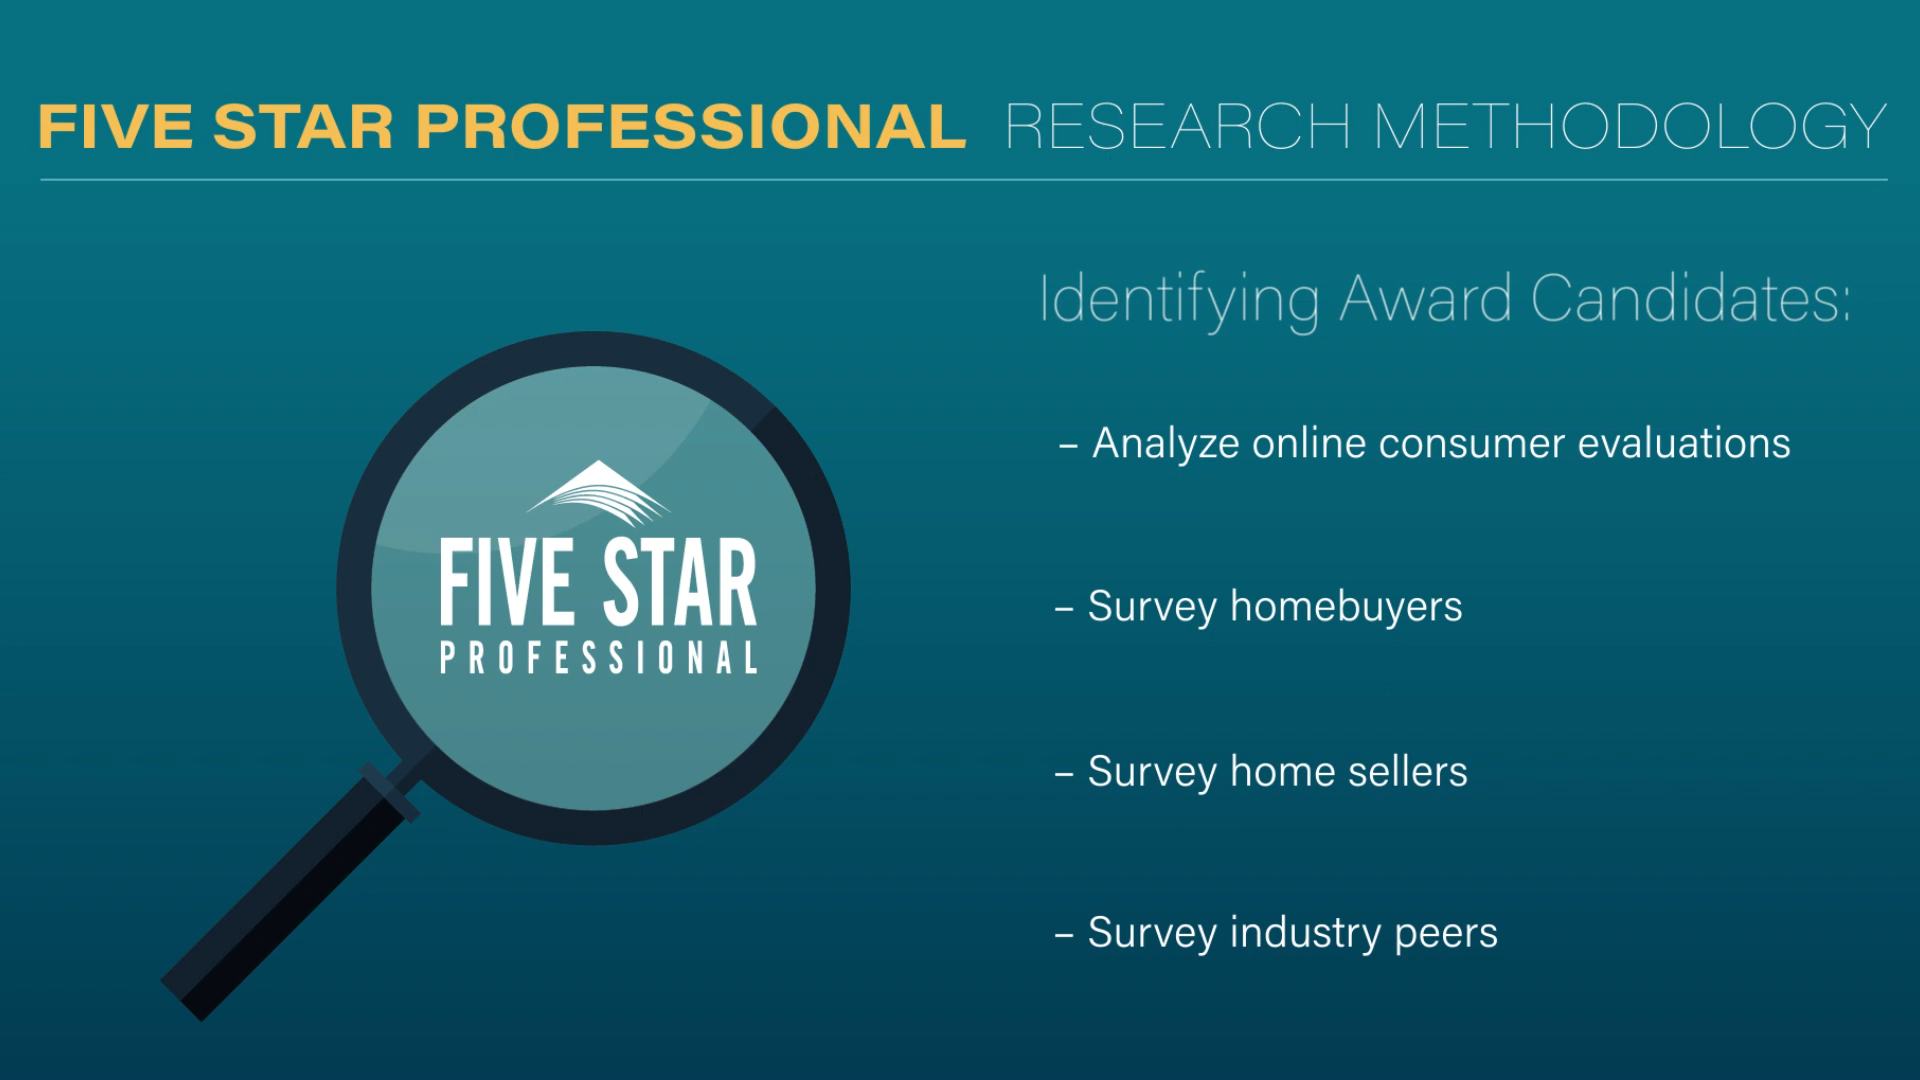 FIVE STAR PROFESSIONAL RESEARCH METHODOLOGY
FIVE STAR
PROFESSIONAL
Identifying Award Candidates:
– Analyze online consumer evaluations
– Survey homebuyers
– Survey home sellers
– Survey industry peers